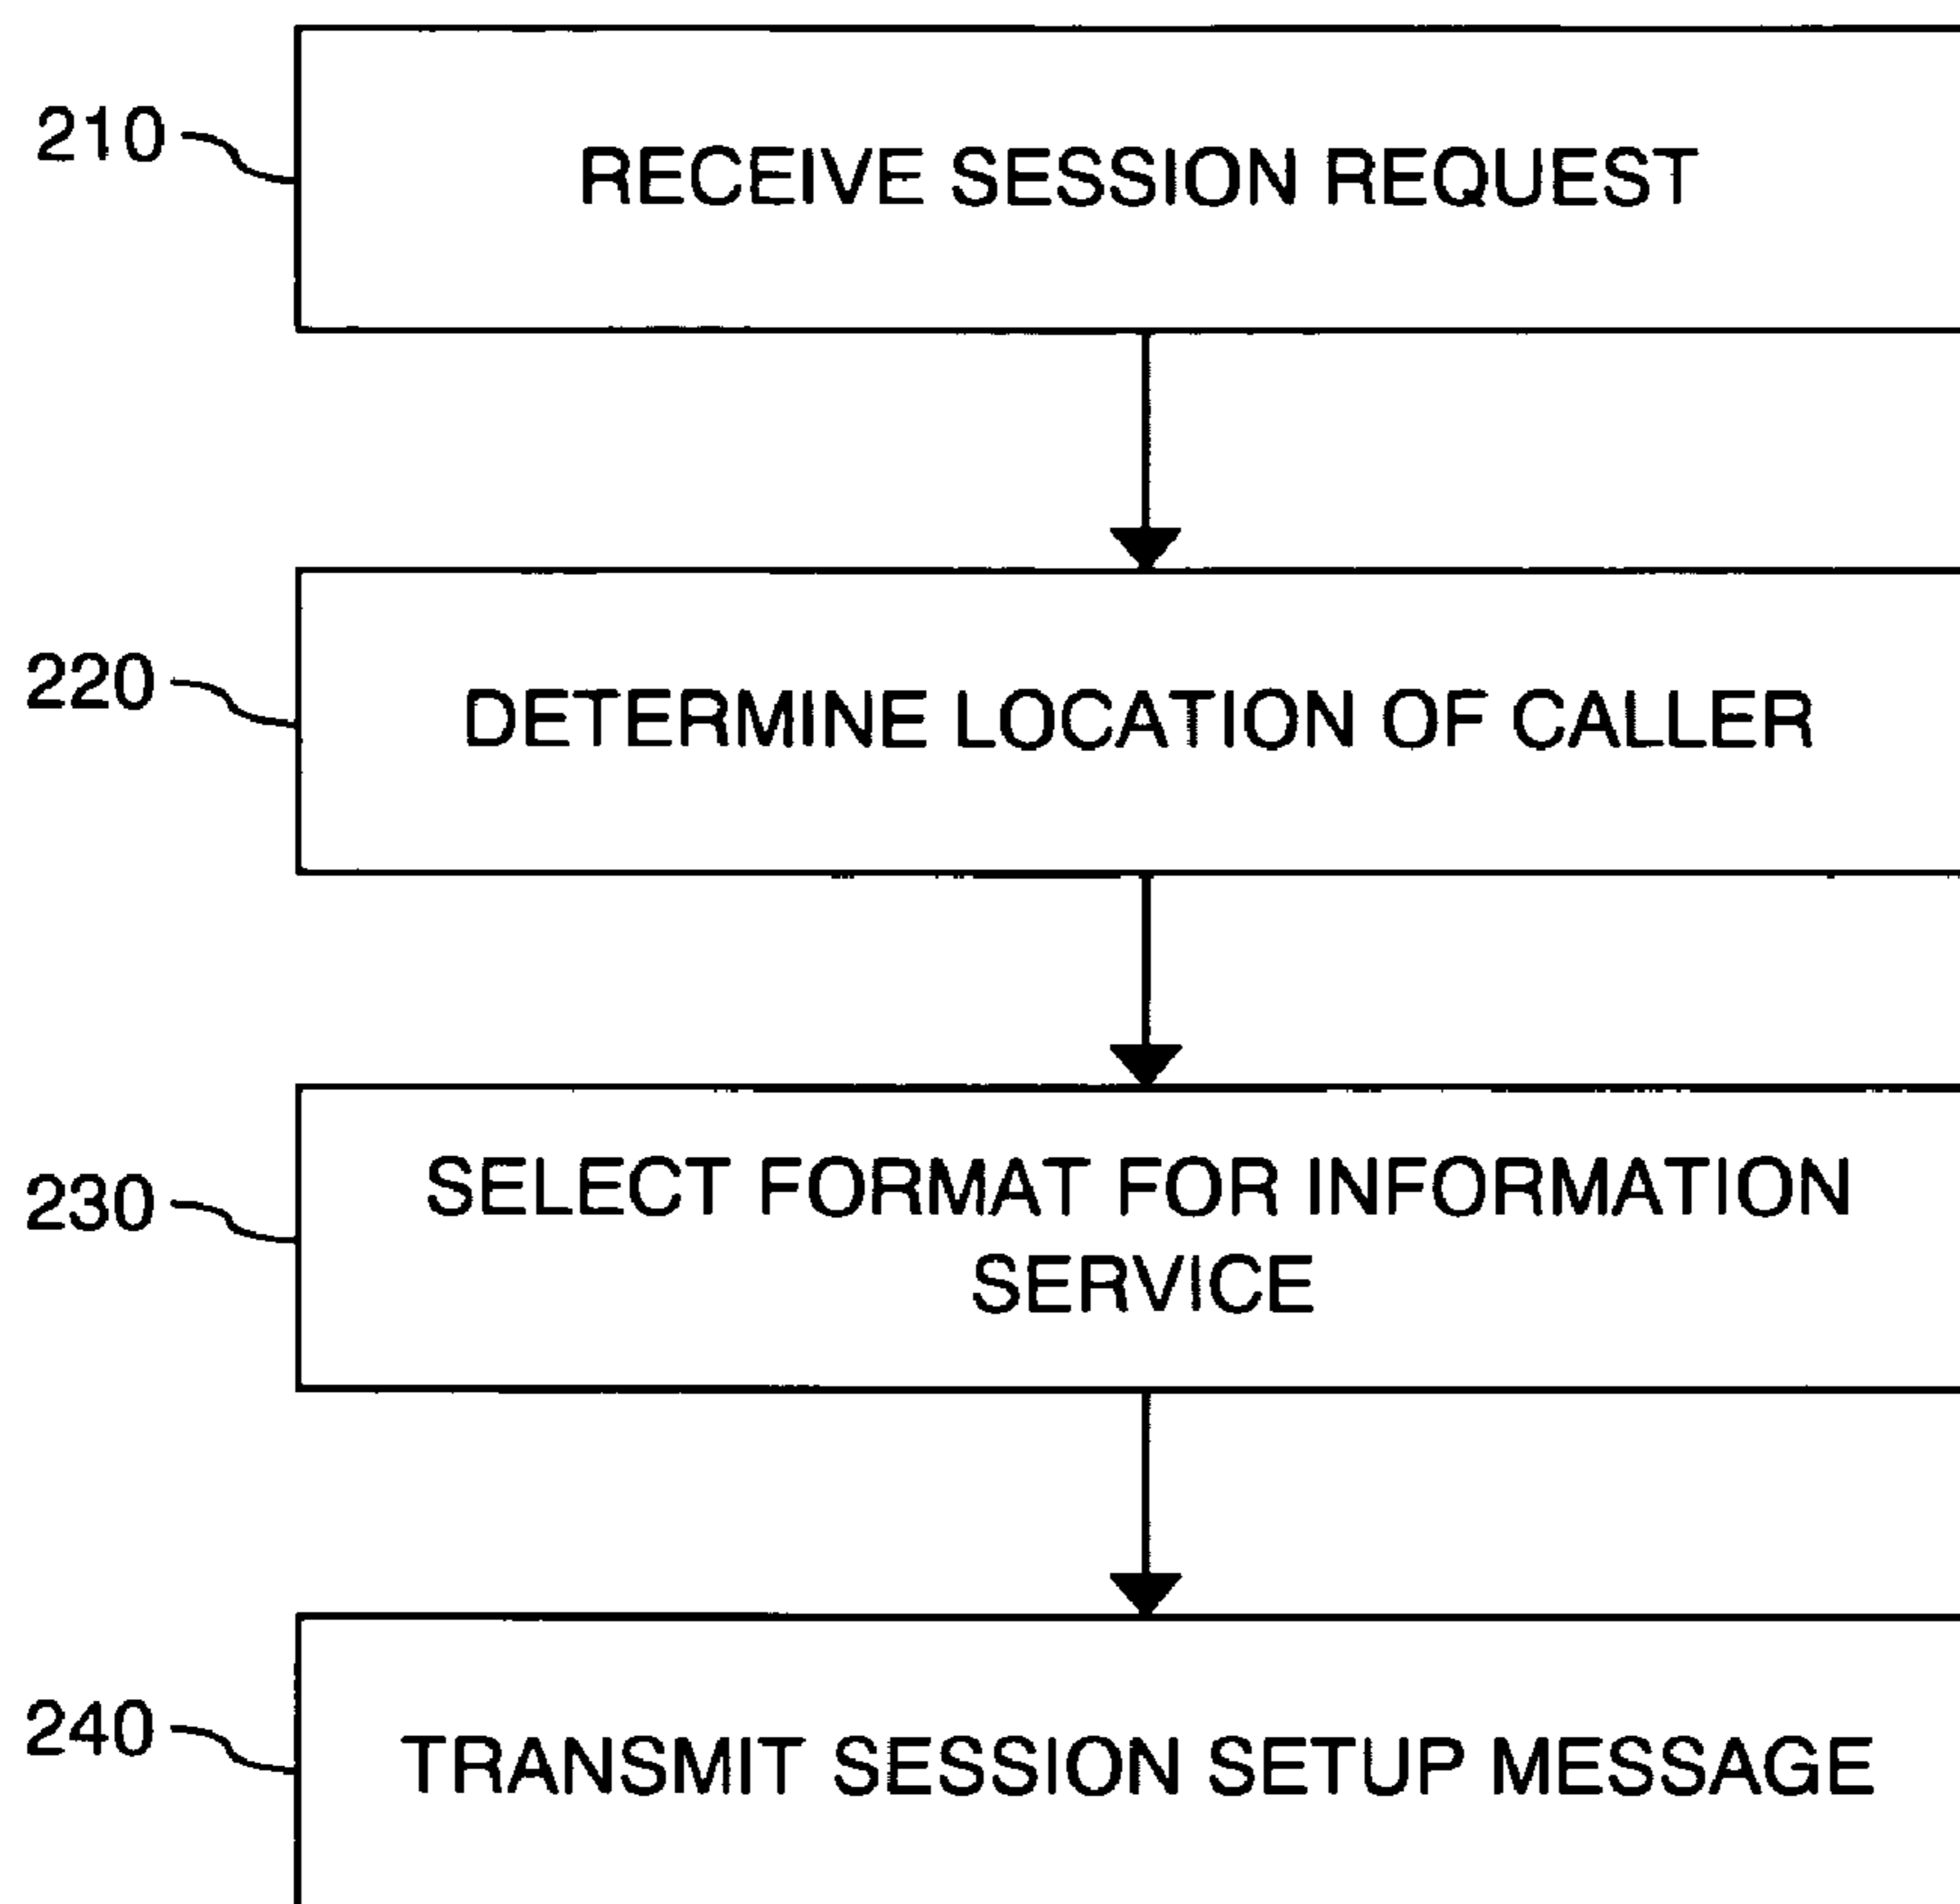 210
RECEIVE SESSION REQUEST
220
DETERMINE LOCATION OF CALLER
230
SELECT FORMAT FOR INFORMATION
SERVICE
240
TRANSMIT SESSION SETUP MESSAGE